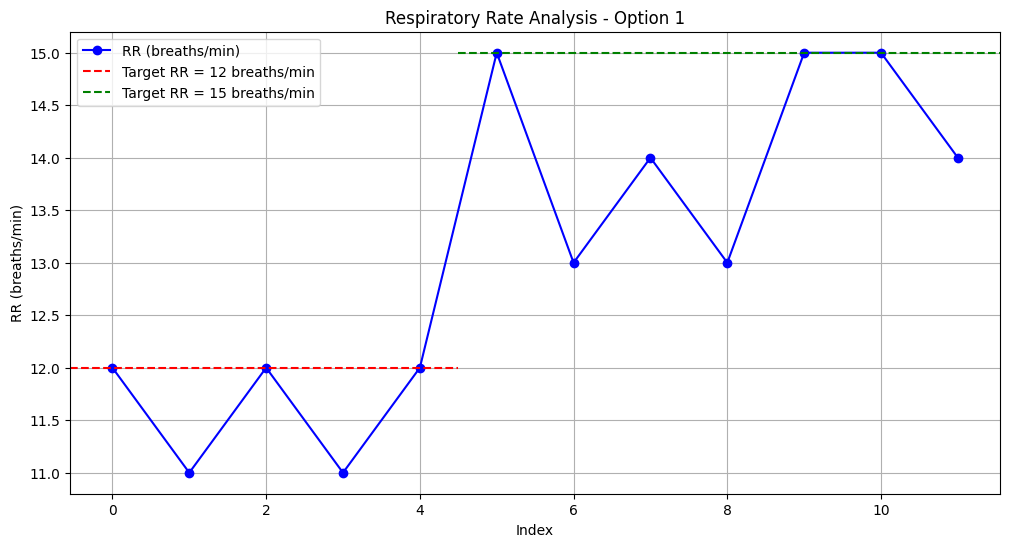 Respiratory Rate Analysis - Option 1
RR (breaths/min)
Target RR = 12 breaths/min
Target RR = 15 breaths/min
RR (breaths/min)
15.0
14.5
14.0
13.5
13.0
12.5
12.0
11.5
11.0
0 2 4 6 8 10
Index